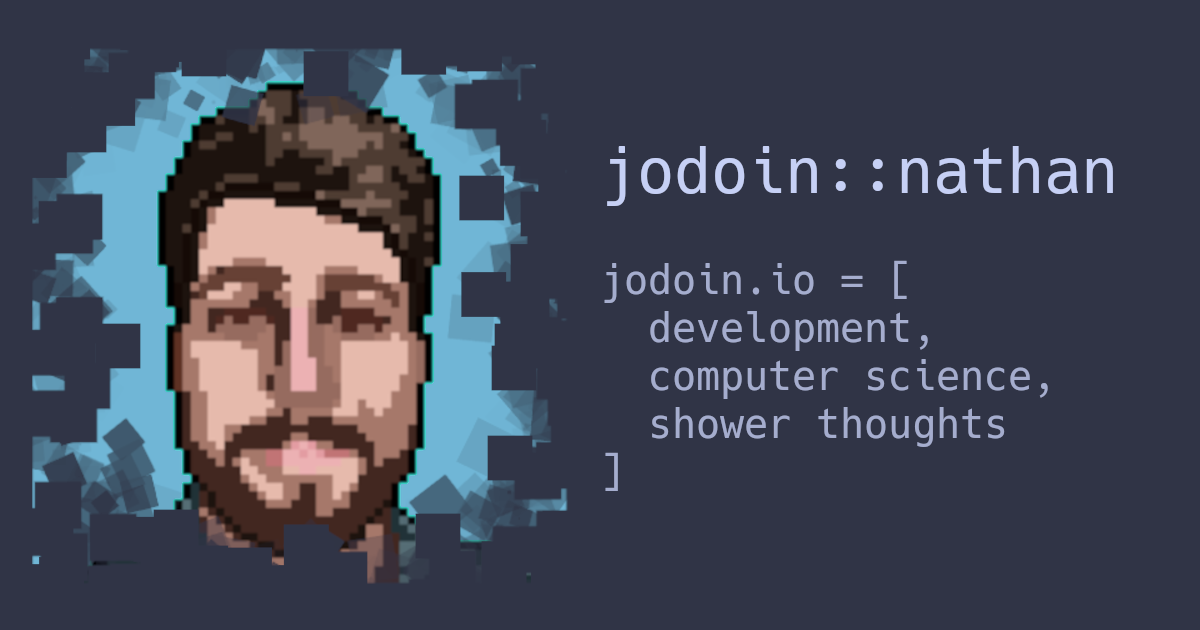 jodoin::nathan
jodoin.io = [
  development,
  computer science,
  shower thoughts
]